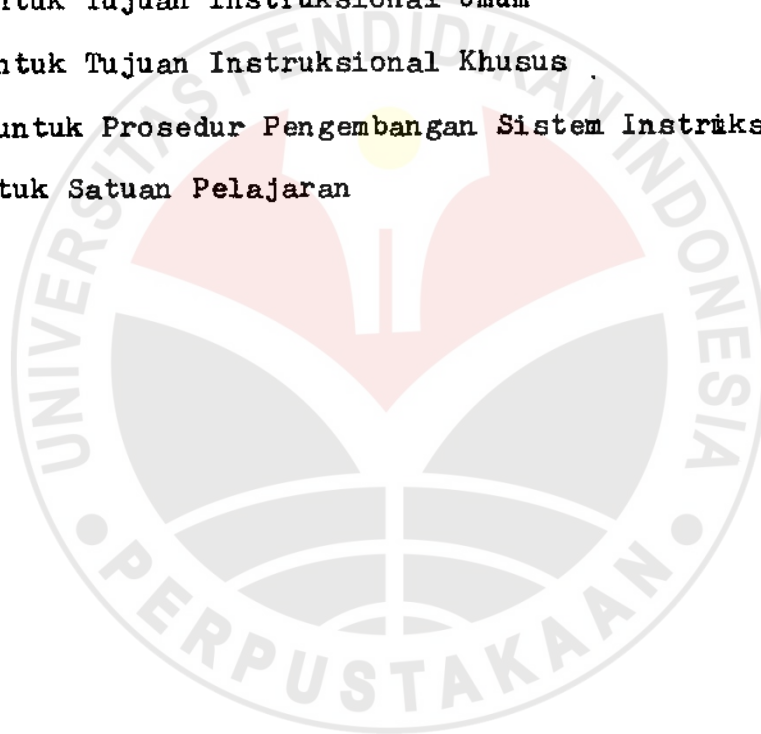 ntuk Tujuan Instruksional Umum
ntuk Tujuan Instruksional Khusus
untuk Prosedur Pengembangan Sistem Instruks
tuk Satuan Pelajaran
UNIVERSITAS PENDIDIKAN INDONESIA
PERPUSTAKAAN